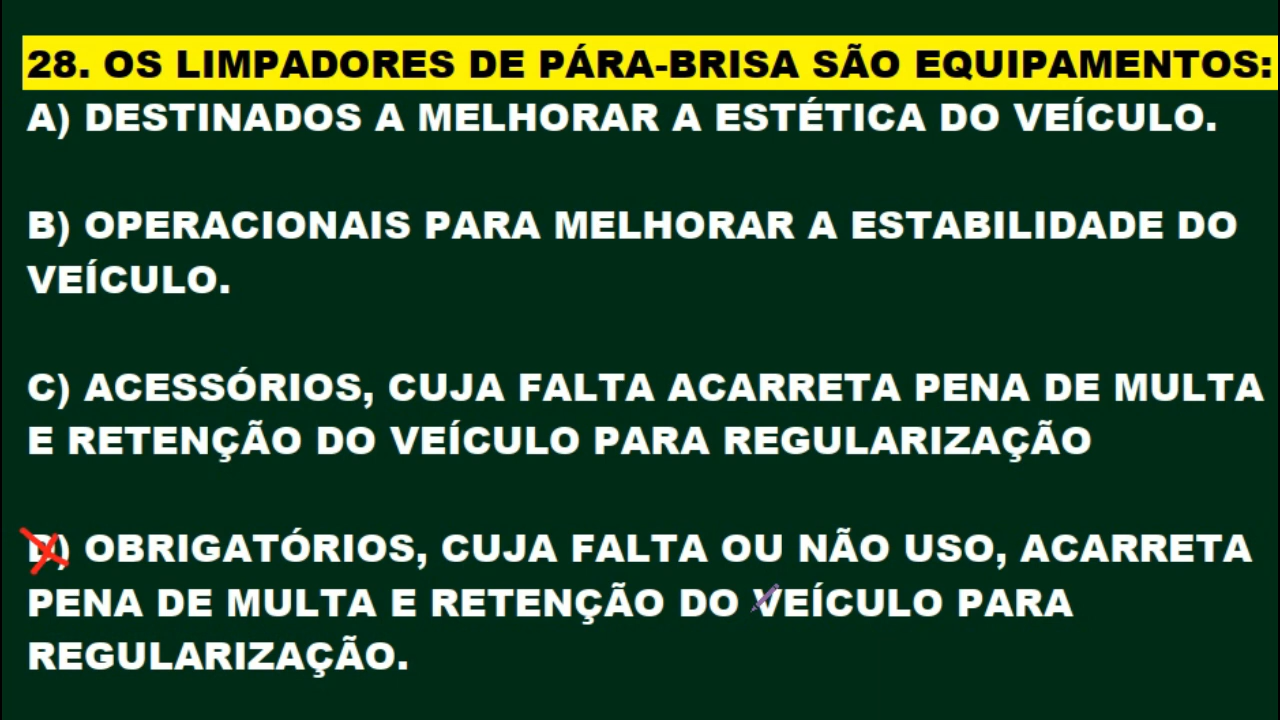 28. OS LIMPADORES DE PÁRA-BRISA SÃO EQUIPAMENTOS:
A) DESTINADOS A MELHORAR A ESTÉTICA DO VEÍCULO.
B) OPERACIONAIS PARA MELHORAR A ESTABILIDADE DO
VEÍCULO.
C) ACESSÓRIOS, CUJA FALTA ACARRETA PENA DE MULTA
E RETENÇÃO DO VEÍCULO PARA REGULARIZAÇÃO
D) OBRIGATÓRIOS, CUJA FALTA OU NÃO USO, ACARRETA
PENA DE MULTA E RETENÇÃO DO VEÍCULO PARA
REGULARIZAÇÃO.